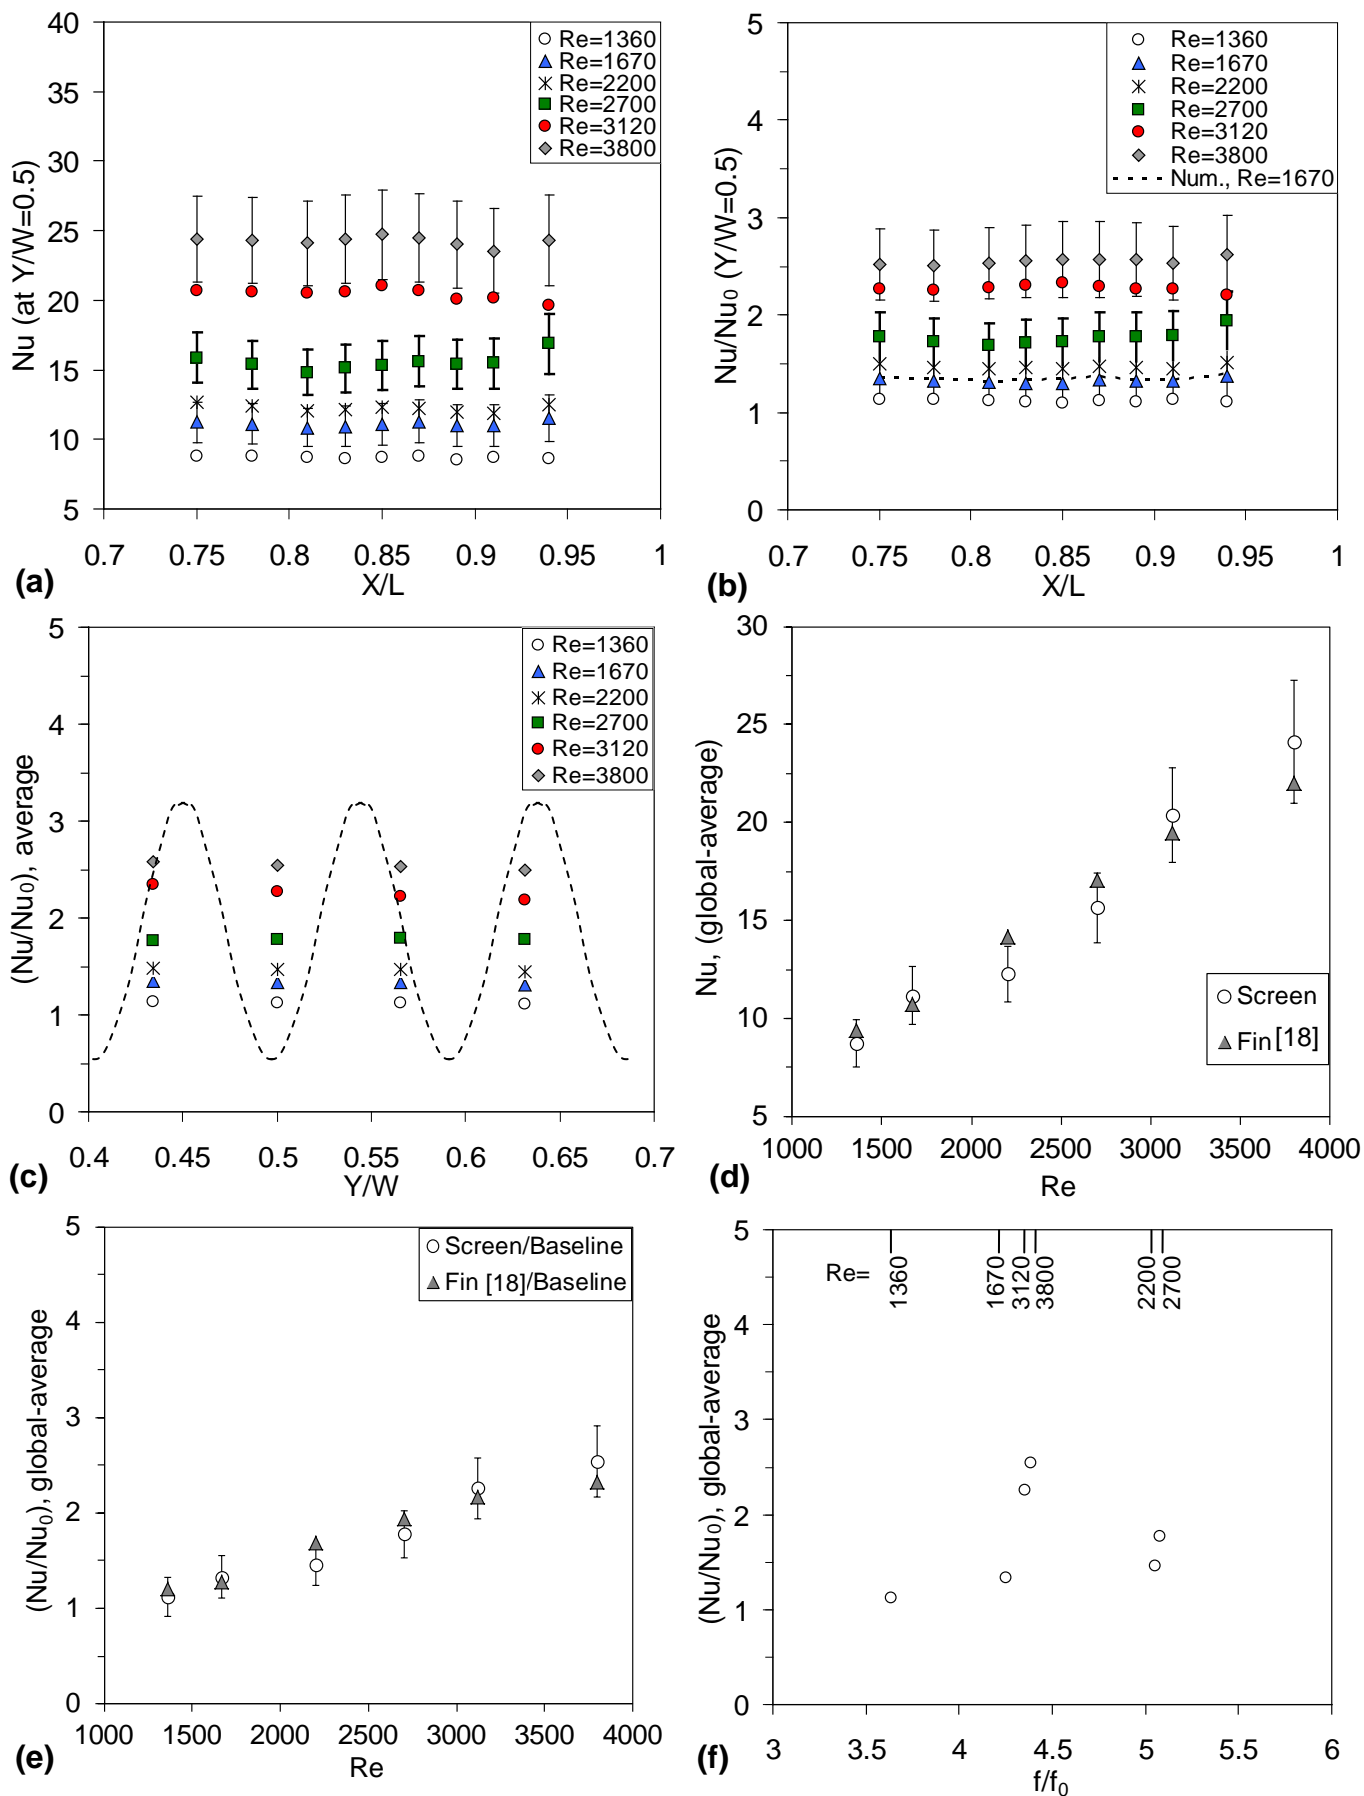 40
35
30
25
20
15
10
5
Nu (at Y/W=0.5)
Re=1360
Re=1670
Re=2200
Re=2700
Re=3120
Re=3800
0.7 0.75 0.8 0.85 0.9 0.95 1
X/L
(a)
5
4
3
2
1
0
Nu/Nu0 (Y/W=0.5)
Re=1360
Re=1670
Re=2200
Re=2700
Re=3120
Re=3800
Num., Re=1670
0.7 0.75 0.8 0.85 0.9 0.95 1
X/L
(b)
5
4
3
2
1
0
(Nu/Nu0), average
Re=1360
Re=1670
Re=2200
Re=2700
Re=3120
Re=3800
0.4 0.45 0.5 0.55 0.6 0.65 0.7
Y/W
(c)
30
25
20
15
10
5
Nu, (global-average)
Screen
Fin [18]
1000 1500 2000 2500 3000 3500 4000
Re
(d)
5
4
3
2
1
0
(Nu/Nu0), global-average
Screen/Baseline
Fin [18]/Baseline
1000 1500 2000 2500 3000 3500 4000
Re
(e)
5
4
3
2
1
0
(Nu/Nu0), global-average
Re=
1360
1670
3120
3800
2200
2700
3 3.5 4 4.5 5 5.5 6
f/f0
(f)